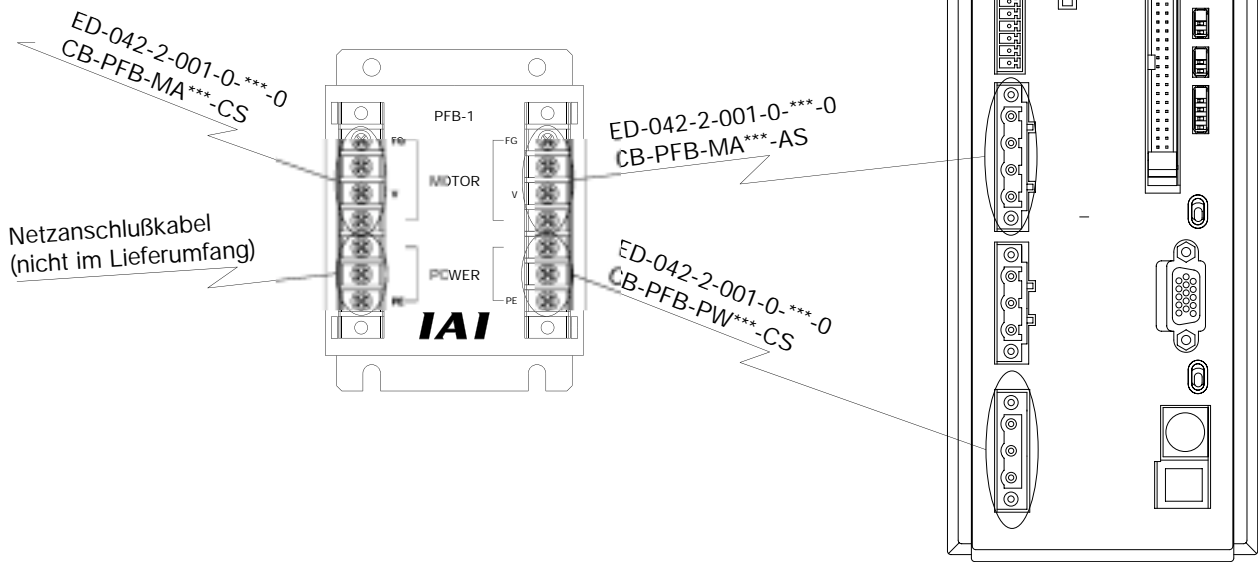 ED-042-2-001-0-***-0
CB-PFB-MA***-CS
Netzanschlußkabel
(nicht im Lieferumfang)
PFB-1
FG
FG
MOTOR
V
POWER
PE
PE
IAI
ED-042-2-001-0-***-0
CB-PFB-MA***-AS
ED-042-2-001-0-***-0
CB-PFB-PW***-CS